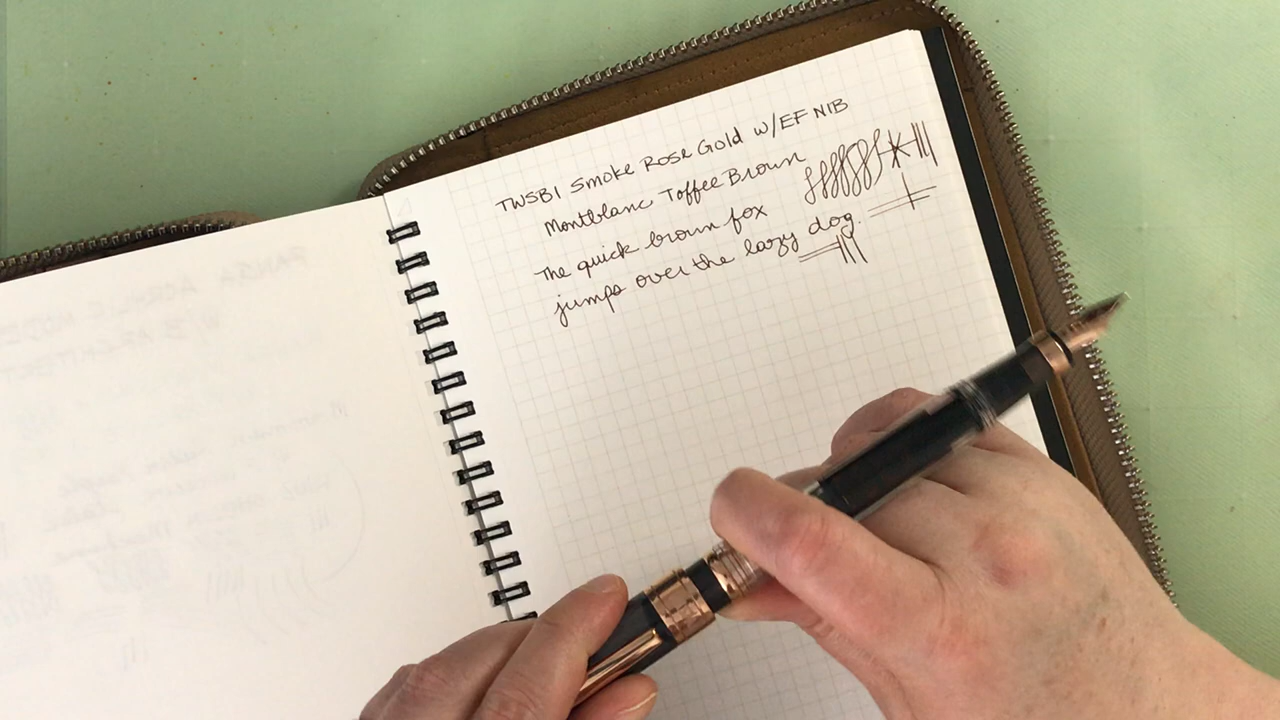 TWSBI Smoke Rose Gold w/EF NIB
Montblanc Toffee Brown
The quick brown fox
jumps over the lazy dog.